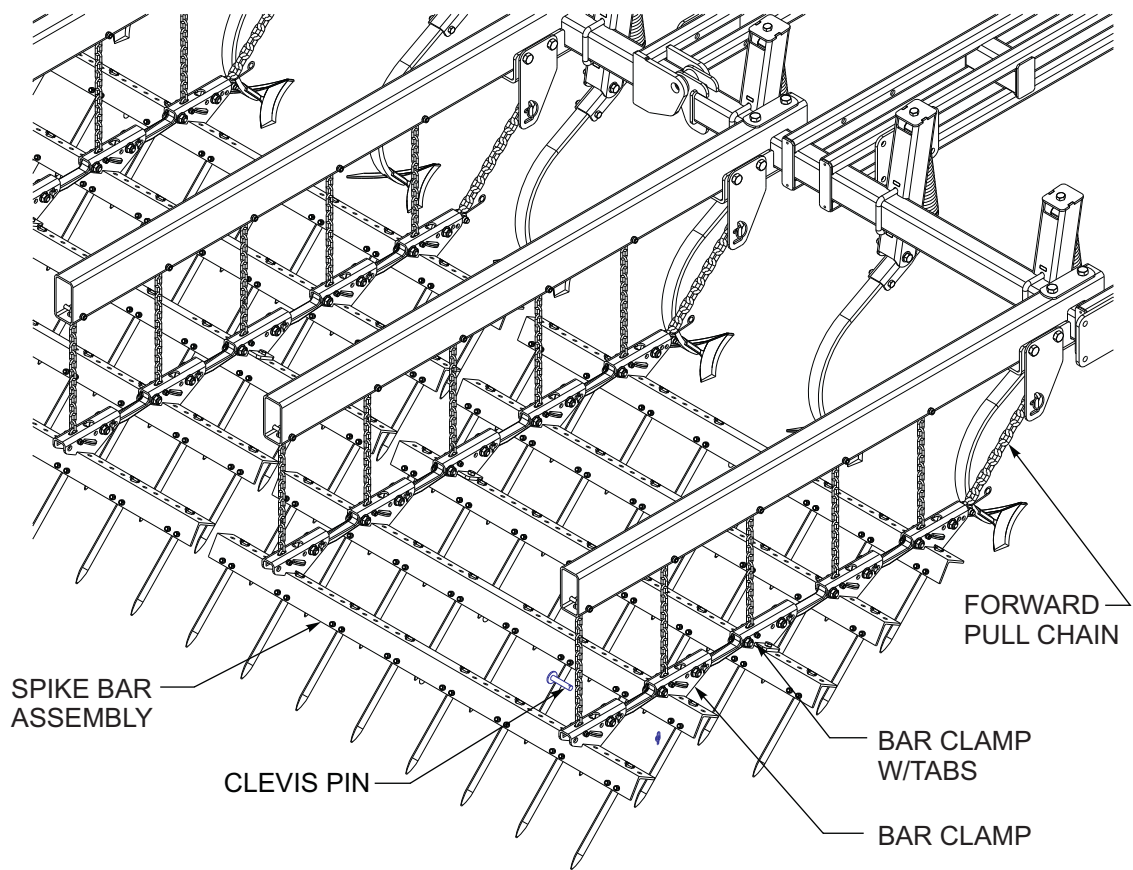 FORWARD
PULL CHAIN
SPIKE BAR
ASSEMBLY
BAR CLAMP
W/TABS
CLEVIS PIN
BAR CLAMP